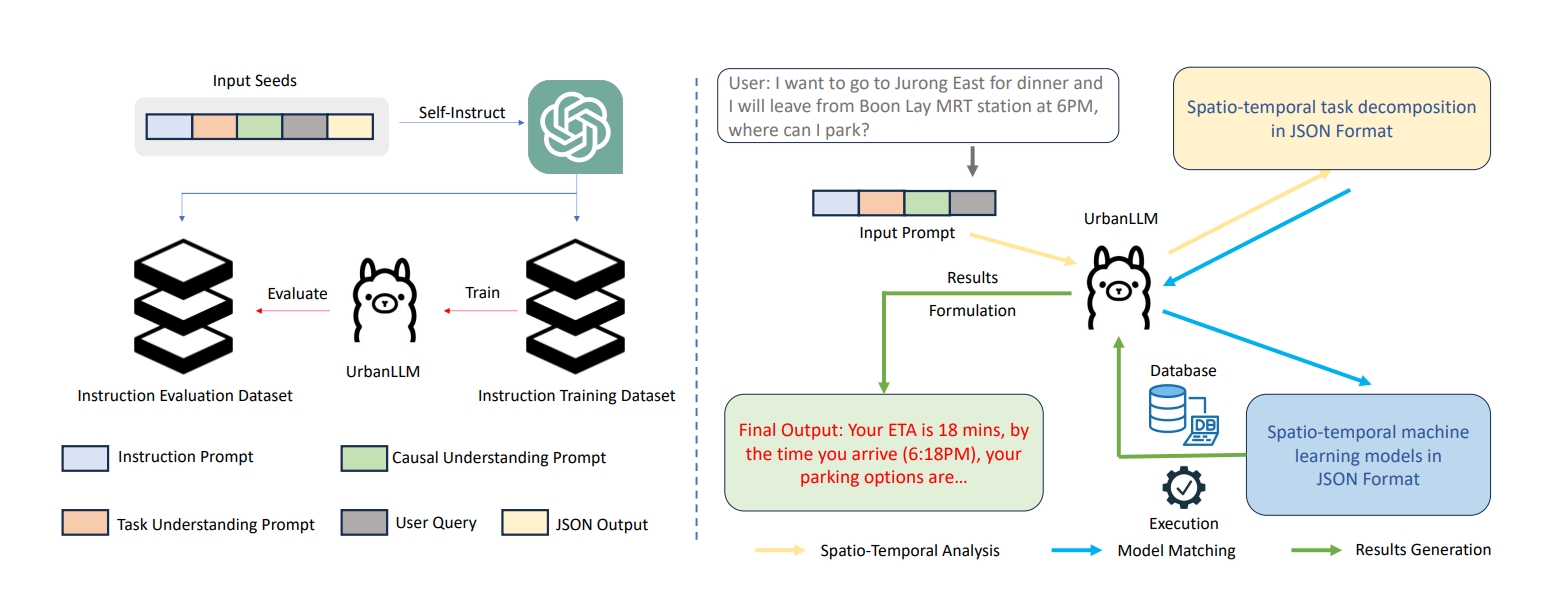 Input Seeds
Self-Instruct
Evaluate
Train
UrbanLLM
Instruction Evaluation Dataset
Instruction Training Dataset
Instruction Prompt
Causal Understanding Prompt
Task Understanding Prompt
User Query
JSON Output
User: I want to go to Jurong East for dinner and
I will leave from Boon Lay MRT station at 6PM,
where can I park?
Input Prompt
UrbanLLM
Spatio-temporal task decomposition
in JSON Format
Results
Formulation
Database
DB
Spatio-temporal machine
learning models in
JSON Format
Execution
Final Output: Your ETA is 18 mins, by
the time you arrive (6:18PM), your
parking options are…
Spatio-Temporal Analysis
Model Matching
Results Generation